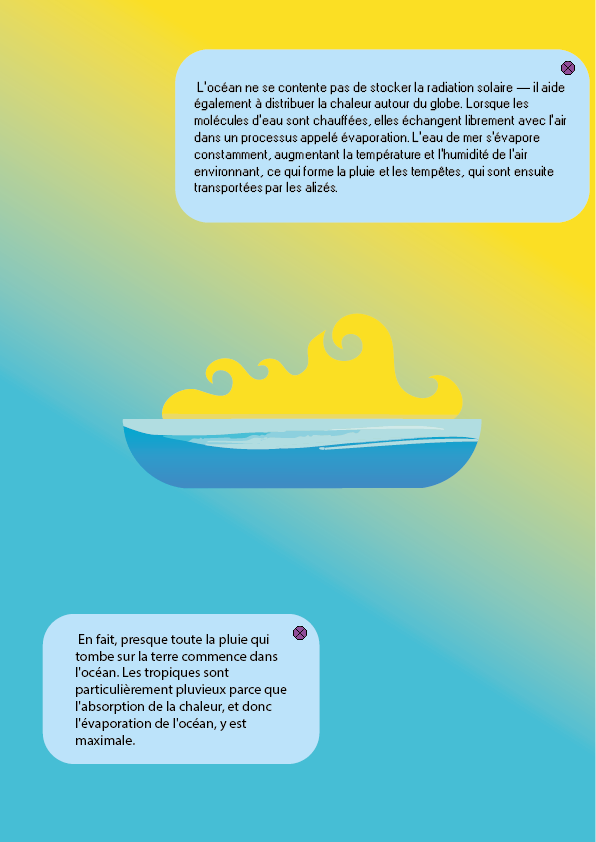 L'océan ne se contente pas de stocker la radiation solaire — il aide
également à distribuer la chaleur autour du globe. Lorsque les
molécules d'eau sont chauffées, elles échangent librement avec l'air
dans un processus appelé évaporation. L'eau de mer s'évapore
constamment, augmentant la température et l'humidité de l'air
environnant, ce qui forme la pluie et les tempêtes, qui sont ensuite
transportées par les alizés.
En fait, presque toute la pluie qui
tombe sur la terre commence dans
l'océan. Les tropiques sont
particulièrement pluvieux parce que
l'absorption de la chaleur, et donc
l'évaporation de l'océan, y est
maximale.